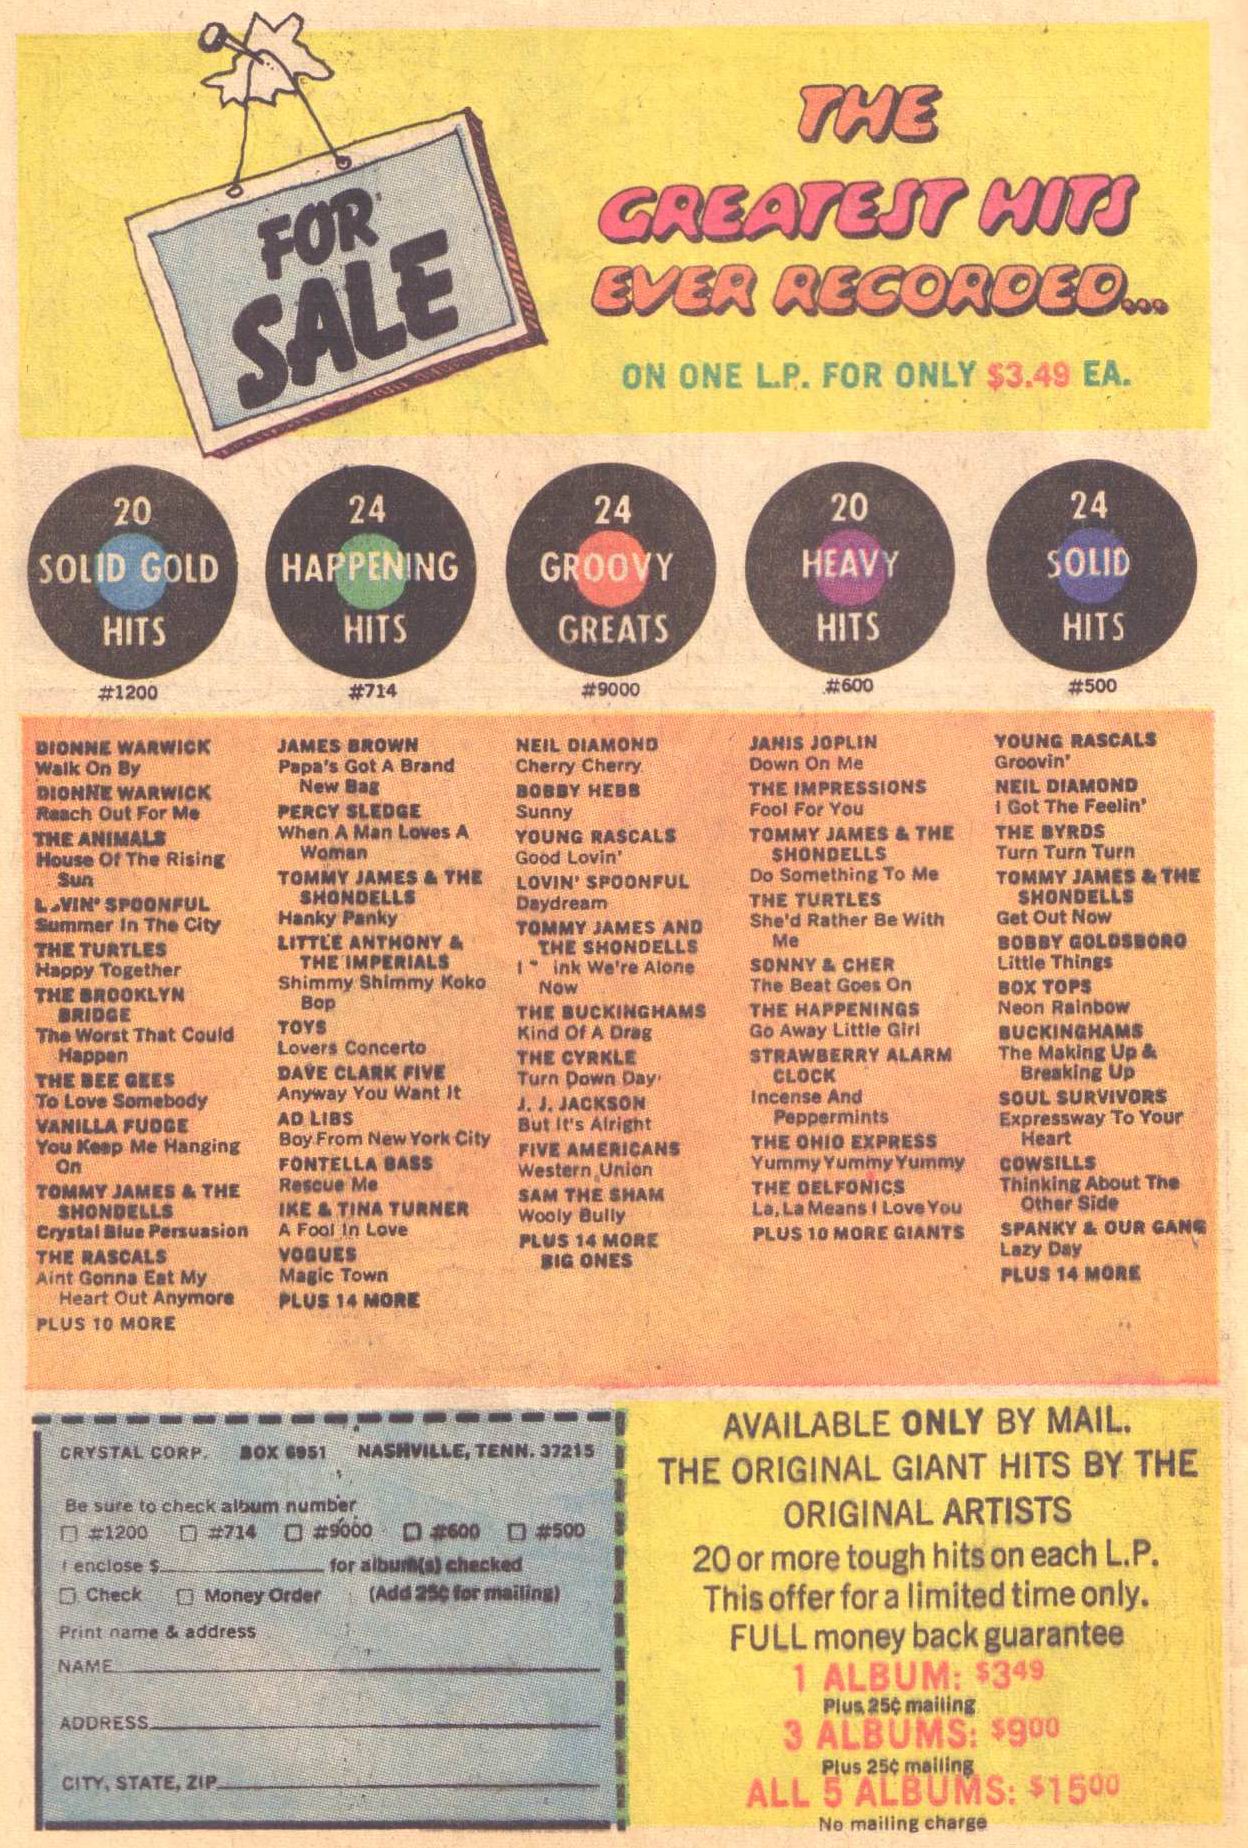 FOR
SALE
THE
GREATEST HITS
EVER RECORDED...
ON ONE L.P. FOR ONLY $3.49 EA.
20
SOLID GOLD
HITS
#1200
24
HAPPENING
HITS
#714
24
GROOVY
GREATS
#9000
20
HEAVY
HITS
#600
24
SOLID
HITS
#500
DIONNE WARWICK
Walk On By
DIONNE WARWICK
Reach Out For Me
THE ANIMALS
House Of The Rising
Sun
SPOONFUL
Summer In The City
THE TURTLES
Happy Together
THE BROOKLYN
BRIDGE
The Worst That Could
Happen
THE BEE GEES
To Love Somebody
VANILLA FUDGE
You Keep Me Hanging
On
TOMMY JAMES & THE
SHONDELLS
Crystal Blue Persuasion
THE RASCALS
Aint Gonna Eat My
Heart Out Anymore
PLUS 10 MORE
JAMES BROWN
Papa's Got A Brand
New Bag
PERCY SLEDGE
When A Man Loves A
Woman
TOMMY JAMES & THE
SHONDELLS
Hanky Panky
LITTLE ANTHONY &
THE IMPERIALS
Shimmy Shimmy Koko
Bop
TOYS
Lovers Concerto
DAVE CLARK FIVE
Anyway You Want It
AD LIBS
Boy From New York City
FONTELLA BASS
Rescue Me
IKE & TINA TURNER
A Fool In Love
VOGUES
Magic Town
PLUS 14 MORE
NEIL DIAMOND
Cherry Cherry
BOBBY HEBB
Sunny
YOUNG RASCALS
Good Lovin'
LOVIN' SPOONFUL
Daydream
TOMMY JAMES AND
THE SHONDELLS
I We're Alone
Now
THE BUCKINGHAMS
Kind Of A Drag
THE CYRKLE
Turn Down Day
J. J. JACKSON
But It's Alright
FIVE AMERICANS
Western Union
SAM THE SHAM
Wooly Bully
PLUS 14 MORE
BIG ONES
JANIS JOPLIN
Down On Me
THE IMPRESSIONS
Fool For You
TOMMY JAMES & THE
SHONDELLS
Do Something To Me
THE TURTLES
She'd Rather Be With
Me
SONNY & CHER
The Beat Goes On
THE HAPPENINGS
Go Away Little Girl
STRAWBERRY ALARM
CLOCK
Incense And
Peppermints
THE OHIO EXPRESS
Yummy Yummy Yummy
THE DELFONICS
La, La Means I Love You
PLUS 10 MORE GIANTS
YOUNG RASCALS
Groovin'
NEIL DIAMOND
I Got The Feelin'
THE BYRDS
Turn Turn Turn
TOMMY JAMES & THE
SHONDELLS
Get Out Now
BOBBY GOLDSBORO
Little Things
BOX TOPS
Neon Rainbow
BUCKINGHAMS
The Making Up &
Breaking Up
SOUL SURVIVORS
Expressway To Your
Heart
COWSILLS
Thinking About The
Other Side
SPANKY & OUR GANG
Lazy Day
PLUS 14 MORE
CRYSTAL CORP. BOX 6951 NASHVILLE, TENN. 37215
Be sure to check album number
#1200 #714 #9000 #600 #500
I enclose $ for album(s) checked
Check Money Order (Add 25¢ for mailing)
Print name & address
NAME
ADDRESS
CITY, STATE, ZIP
AVAILABLE ONLY BY MAIL.
THE ORIGINAL GIANT HITS BY THE
ORIGINAL ARTISTS
20 or more tough hits on each L.P.
This offer for a limited time only.
FULL money back guarantee
1 ALBUM: $3.49
Plus 25¢ mailing
3 ALBUMS: $9.00
Plus 25¢ mailing
ALL 5 ALBUMS: $15.00
No mailing charge